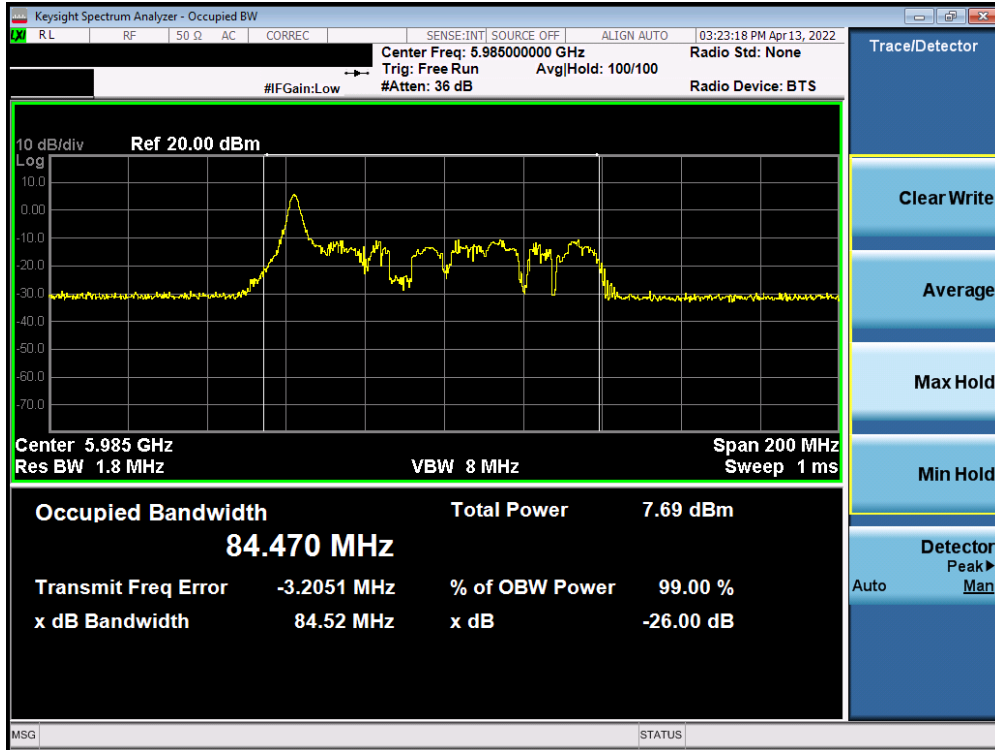 Keysight Spectrum Analyzer - Occupied BW
LXI RL RF 50 Ω AC CORREC SENSE:INT SOURCE OFF ALIGN AUTO 03:23:18 PM Apr 13, 2022
Center Freq: 5.985000000 GHz Radio Std: None
Trig: Free Run Avg|Hold: 100/100
#IFGain:Low #Atten: 36 dB Radio Device: BTS
Trace/Detector
10 dB/div Ref 20.00 dBm
Log
10.0
0.00
-10.0
-20.0
-30.0
-40.0
-50.0
-60.0
-70.0
Center 5.985 GHz Span 200 MHz
Res BW 1.8 MHz VBW 8 MHz Sweep 1 ms
Occupied Bandwidth Total Power 7.69 dBm
84.470 MHz
Transmit Freq Error -3.2051 MHz % of OBW Power 99.00 %
x dB Bandwidth 84.52 MHz x dB -26.00 dB
Clear Write
Average
Max Hold
Min Hold
Detector
Peak▶
Auto Man
MSG STATUS